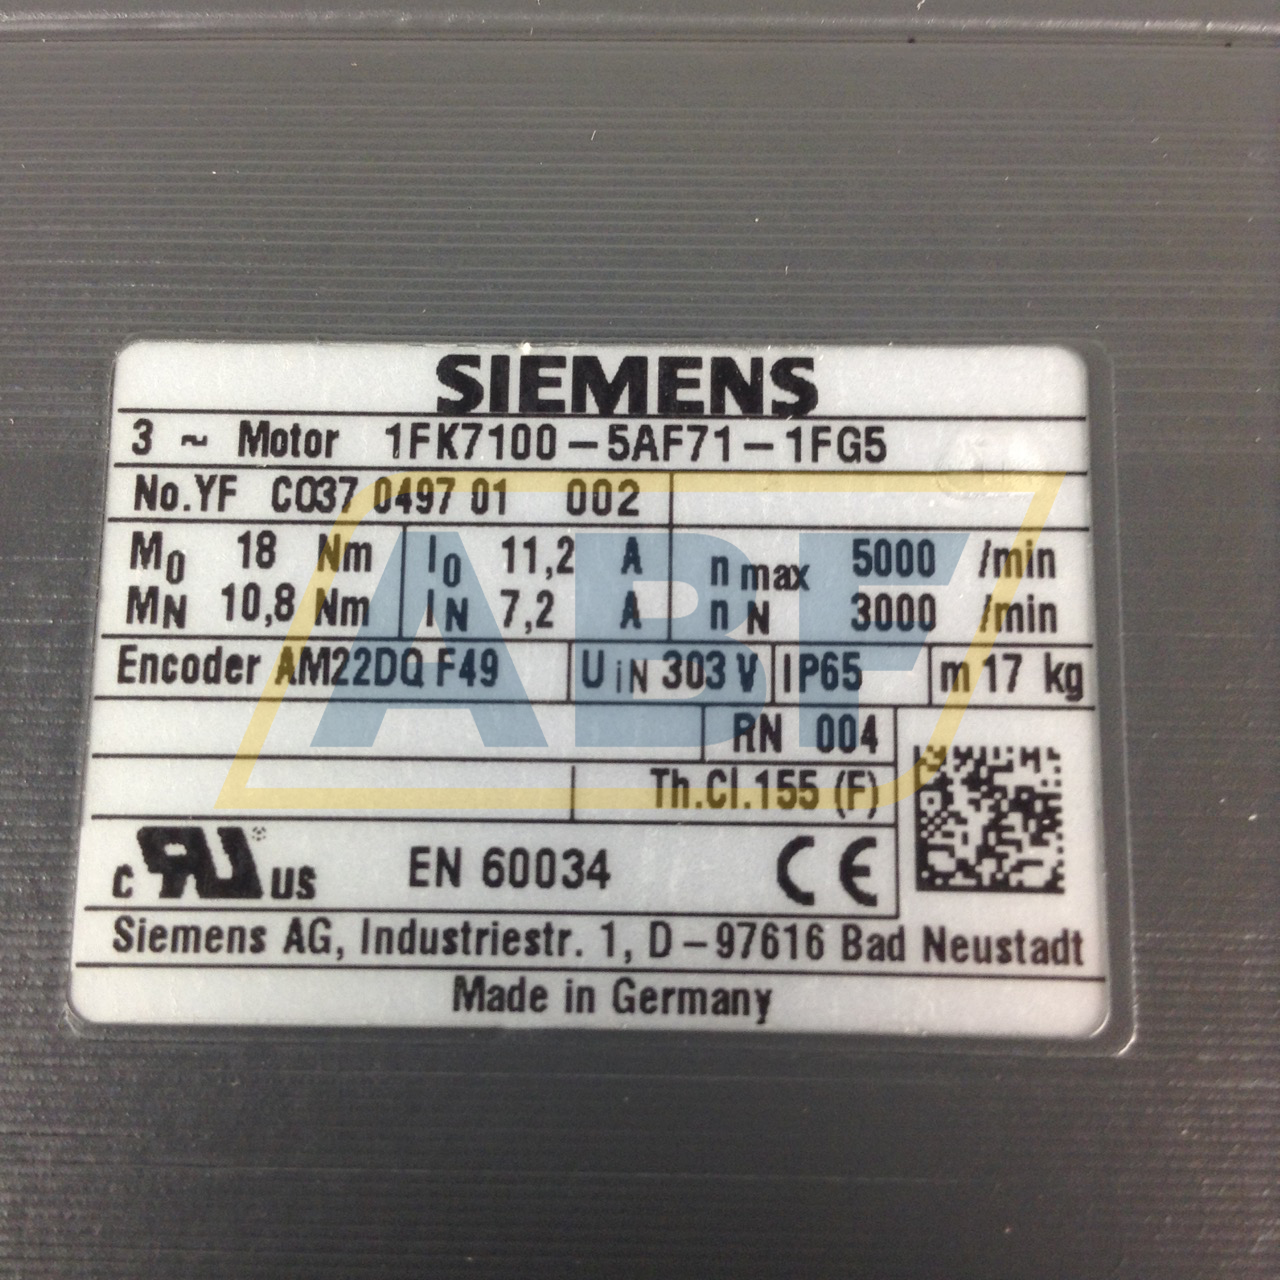 SIEMENS
3 ~ Motor 1FK7100-5AF71-1FG5
No.YF C037 0497 01 002
M0 18 Nm I0 11,2 A n max 5000 /min
MN 10,8 Nm IN 7,2 A n N 3000 /min
Encoder AM22DQ F49 UiN 303 V IP65 m 17 kg
RN 004
Th.Cl.155 (F)
c RU US EN 60034 CE
Siemens AG, Industriestr. 1, D-97616 Bad Neustadt
Made in Germany
ABF